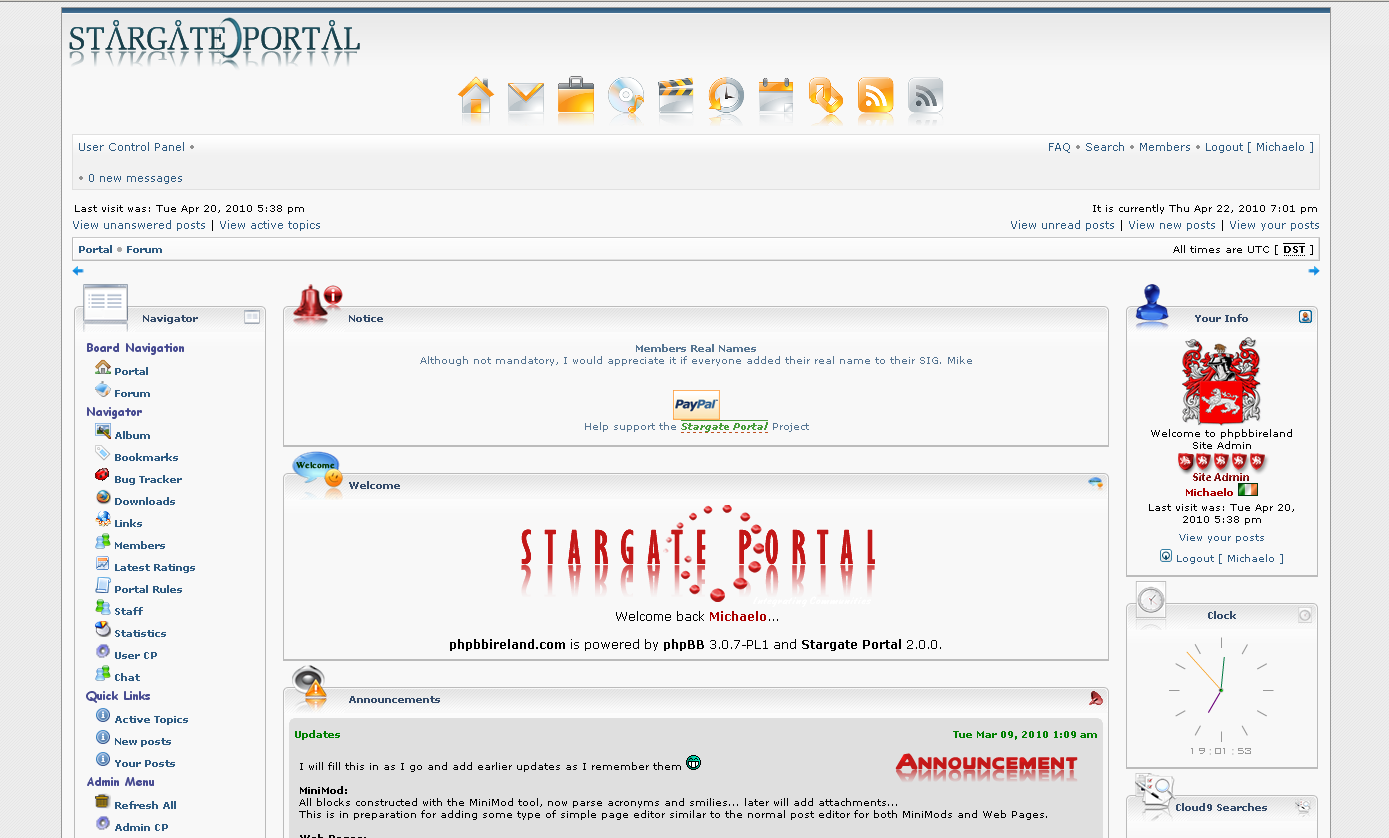 STÅRGÅTE PORTÅL
User Control Panel •
FAQ • Search • Members • Logout [ Michaelo ]
• 0 new messages
Last visit was: Tue Apr 20, 2010 5:38 pm
It is currently Thu Apr 22, 2010 7:01 pm
View unanswered posts | View active topics
View unread posts | View new posts | View your posts
Portal • Forum
All times are UTC [ DST ]
Navigator
Board Navigation
Portal
Forum
Navigator
Album
Bookmarks
Bug Tracker
Downloads
Links
Members
Latest Ratings
Portal Rules
Staff
Statistics
User CP
Chat
Quick Links
Active Topics
New posts
Your Posts
Admin Menu
Refresh All
Admin CP
Notice
Members Real Names
Although not mandatory, I would appreciate it if everyone added their real name to their SIG. Mike
PayPal
Help support the Stargate Portal Project
Welcome
Welcome
STARGATE PORTAL
Welcome back Michaelo...
phpbbireland.com is powered by phpBB 3.0.7-PL1 and Stargate Portal 2.0.0.
Announcements
Updates
Tue Mar 09, 2010 1:09 am
I will fill this in as I go and add earlier updates as I remember them
ANNOUNCEMENT
MiniMod:
All blocks constructed with the MiniMod tool, now parse acronyms and smilies... later will add attachments...
This is in preparation for adding some type of simple page editor similar to the normal post editor for both MiniMods and Web Pages.
Web Pages:
Your Info
Welcome to phpbbireland
Site Admin
Site Admin
Michaelo
Last visit was: Tue Apr 20,
2010 5:38 pm
View your posts
Logout [ Michaelo ]
Clock
19:01:53
Cloud9 Searches